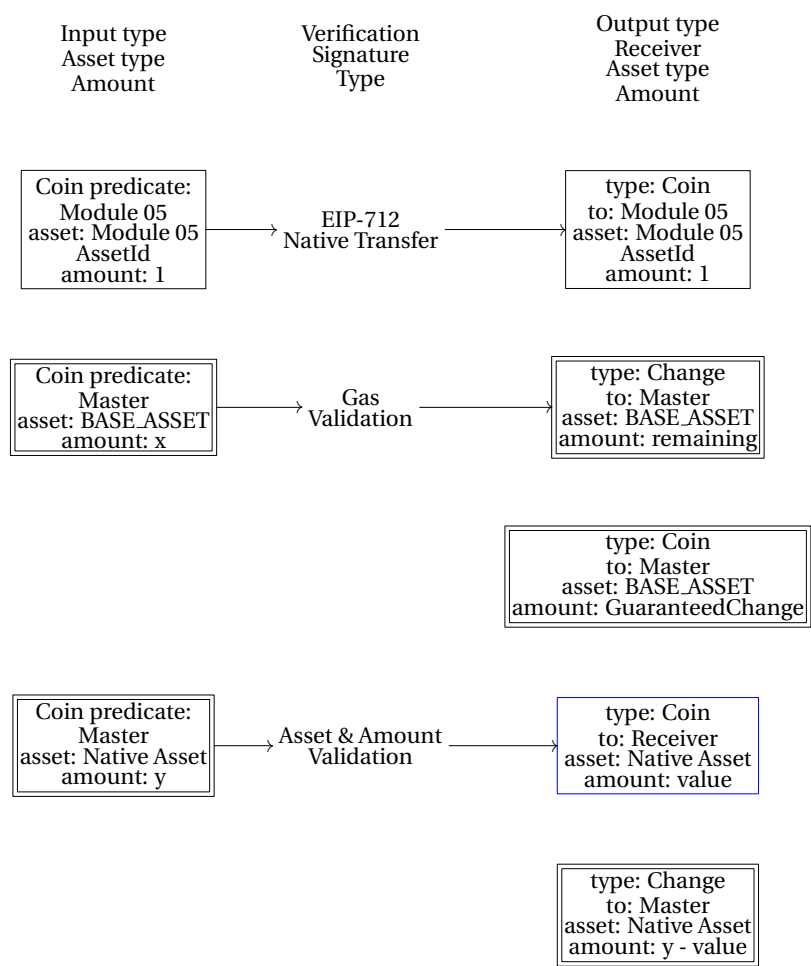 Input type
Asset type
Amount
Verification
Signature
Type
Output type
Receiver
Asset type
Amount
Coin predicate:
Module 05
asset: Module 05
AssetId
amount: 1
EIP-712
Native Transfer
type: Coin
to: Module 05
asset: Module 05
AssetId
amount: 1
Coin predicate:
Master
asset: BASE_ASSET
amount: x
Gas
Validation
type: Change
to: Master
asset: BASE_ASSET
amount: remaining
type: Coin
to: Master
asset: BASE_ASSET
amount: GuaranteedChange
Coin predicate:
Master
asset: Native Asset
amount: y
Asset & Amount
Validation
type: Coin
to: Receiver
asset: Native Asset
amount: value
type: Change
to: Master
asset: Native Asset
amount: y - value